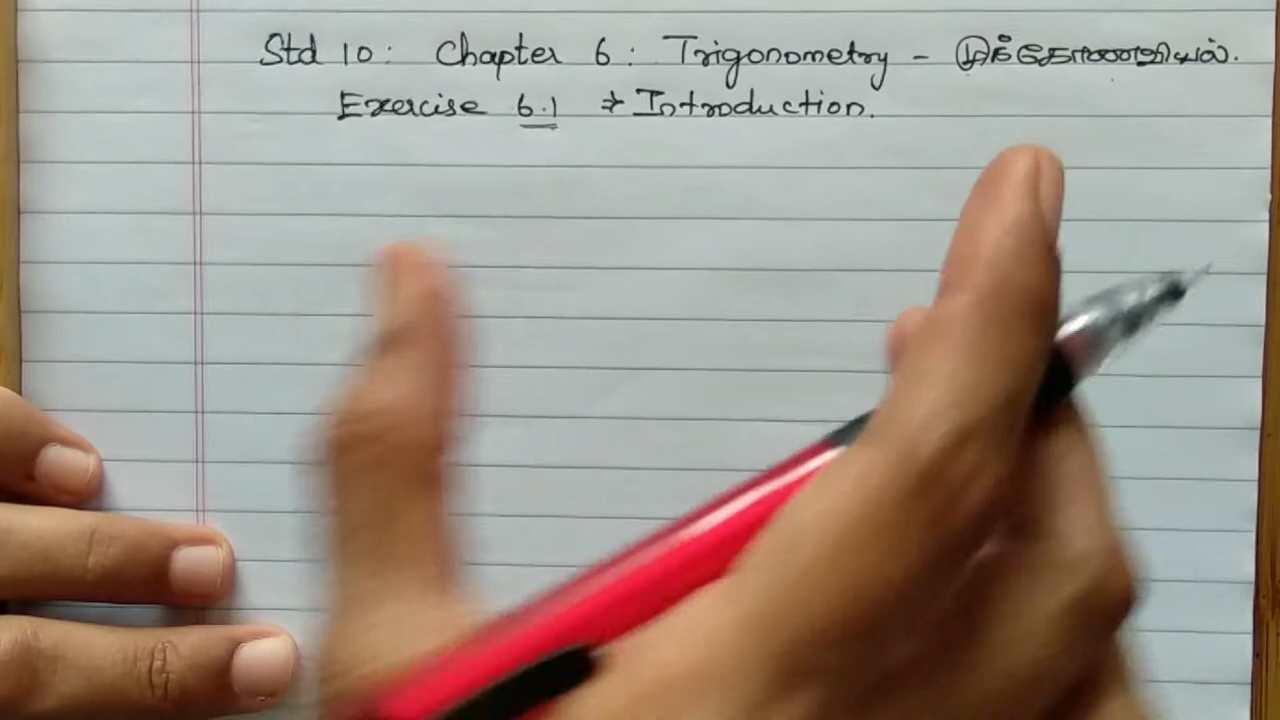 Std 10: Chapter 6: Trigonometry - முக்கோணவியல்.
Exercise 6.1 → Introduction.